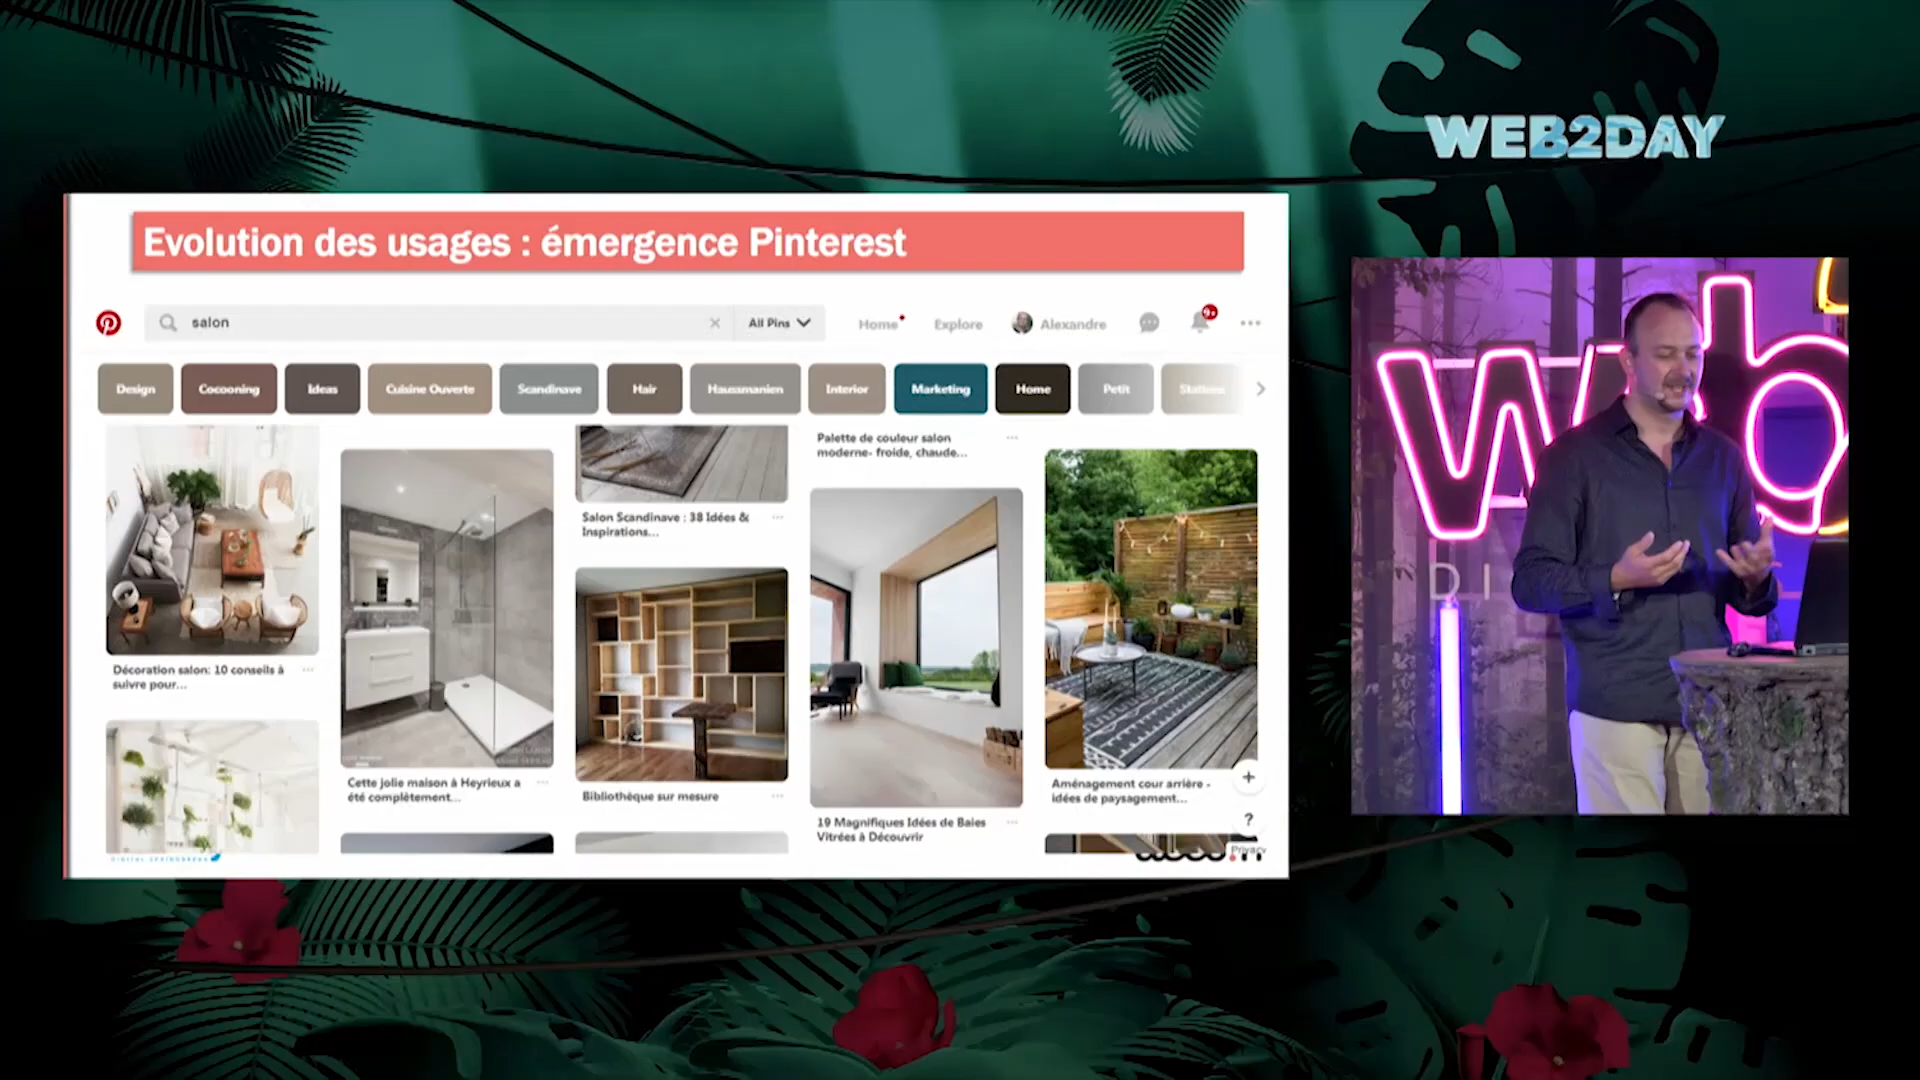 WEB2DAY
Evolution des usages : émergence Pinterest
salon
All Pins
Home
Explore
Alexandre
9+
Design
Cocooning
Ideas
Cuisine Ouverte
Scandinave
Hair
Haussmanien
Interior
Marketing
Home
Petit
Décoration salon: 10 conseils à
suivre pour...
Cette jolie maison à Heyrieux a
été complètement...
Salon Scandinave : 38 Idées &
Inspirations...
Bibliothèque sur mesure
Palette de couleur salon
moderne- froide, chaude...
19 Magnifiques Idées de Baies
Vitrées à Découvrir
Aménagement cour arrière -
idées de paysagement...
+
?
Privacy
w
b
DI